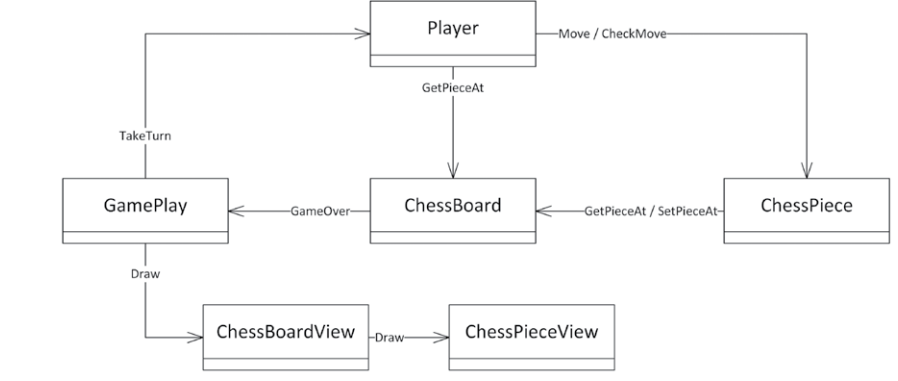 Player
Move / CheckMove
GetPieceAt
TakeTurn
GamePlay
GameOver
ChessBoard
GetPieceAt / SetPieceAt
ChessPiece
Draw
ChessBoardView
Draw
ChessPieceView